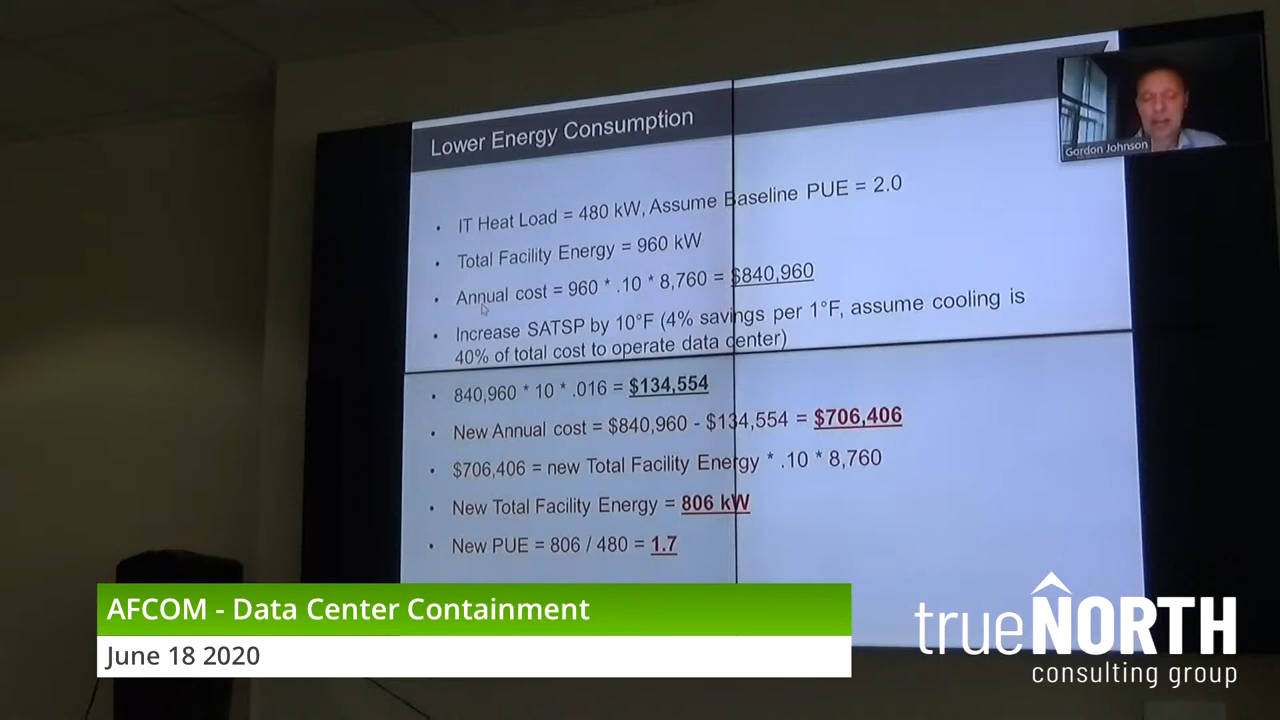 Lower Energy Consumption
Gordon Johnson
• IT Heat Load = 480 kW, Assume Baseline PUE = 2.0
• Total Facility Energy = 960 kW
• Annual cost = 960 * .10 * 8,760 = $840,960
• Increase SATSP by 10°F (4% savings per 1°F, assume cooling is
40% of total cost to operate data center)
• 840,960 * 10 * .016 = $134,554
• New Annual cost = $840,960 - $134,554 = $706,406
• $706,406 = new Total Facility Energy * .10 * 8,760
• New Total Facility Energy = 806 kW
• New PUE = 806 / 480 = 1.7
AFCOM - Data Center Containment
June 18 2020
trueNORTH
consulting group